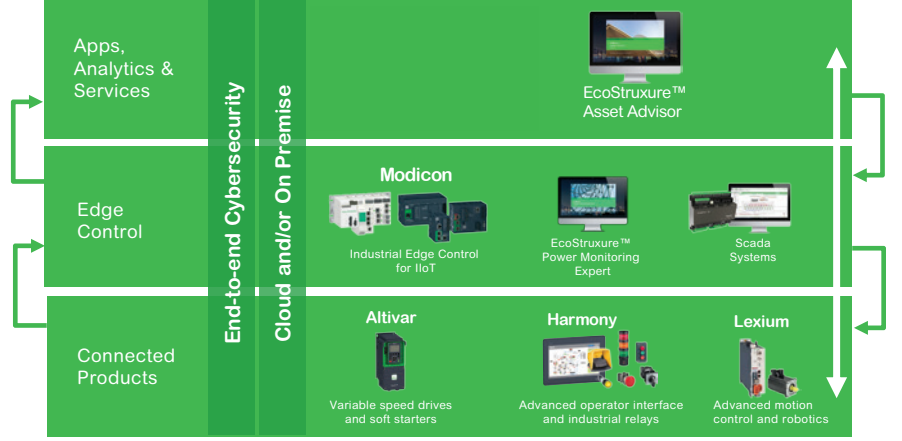 Apps,
Analytics &
Services
End-to-end Cybersecurity
Cloud and/or On Premise
EcoStruxure™
Asset Advisor
Edge
Control
Modicon
Industrial Edge Control
for IIoT
EcoStruxure™
Power Monitoring
Expert
Scada
Systems
Connected
Products
Altivar
Variable speed drives
and soft starters
Harmony
Advanced operator interface
and industrial relays
Lexium
Advanced motion
control and robotics